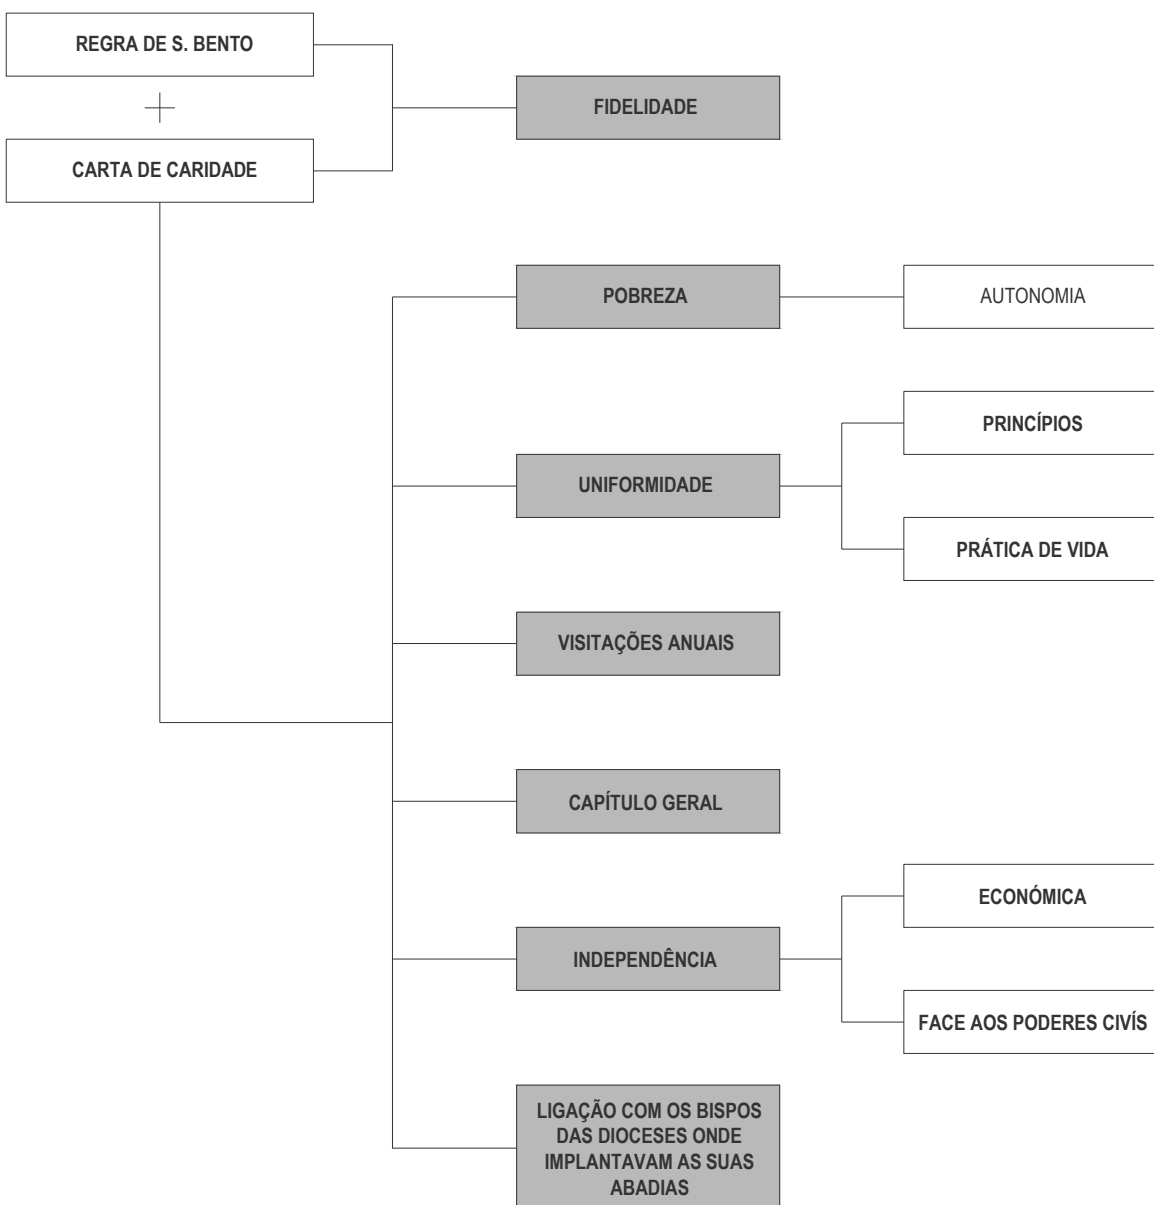 REGRA DE S. BENTO
+
CARTA DE CARIDADE
FIDELIDADE
POBREZA
AUTONOMIA
UNIFORMIDADE
PRINCÍPIOS
PRÁTICA DE VIDA
VISITAÇÕES ANUAIS
CAPÍTULO GERAL
INDEPENDÊNCIA
ECONÓMICA
FACE AOS PODERES CIVÍS
LIGAÇÃO COM OS BISPOS
DAS DIOCESES ONDE
IMPLANTAVAM AS SUAS
ABADIAS